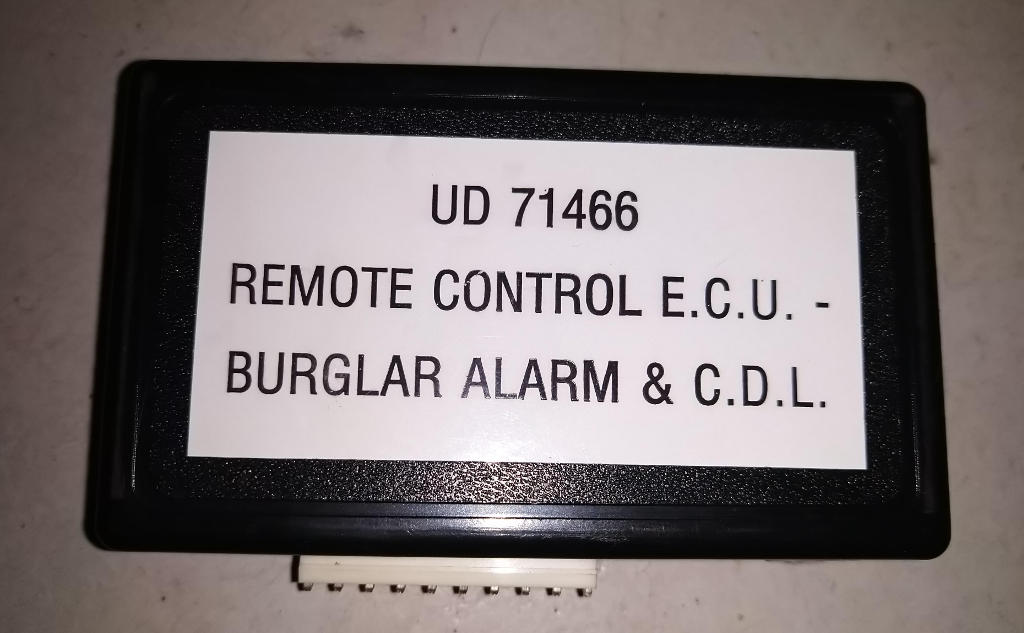 UD 71466
REMOTE CONTROL E.C.U. -
BURGLAR ALARM & C.D.L.